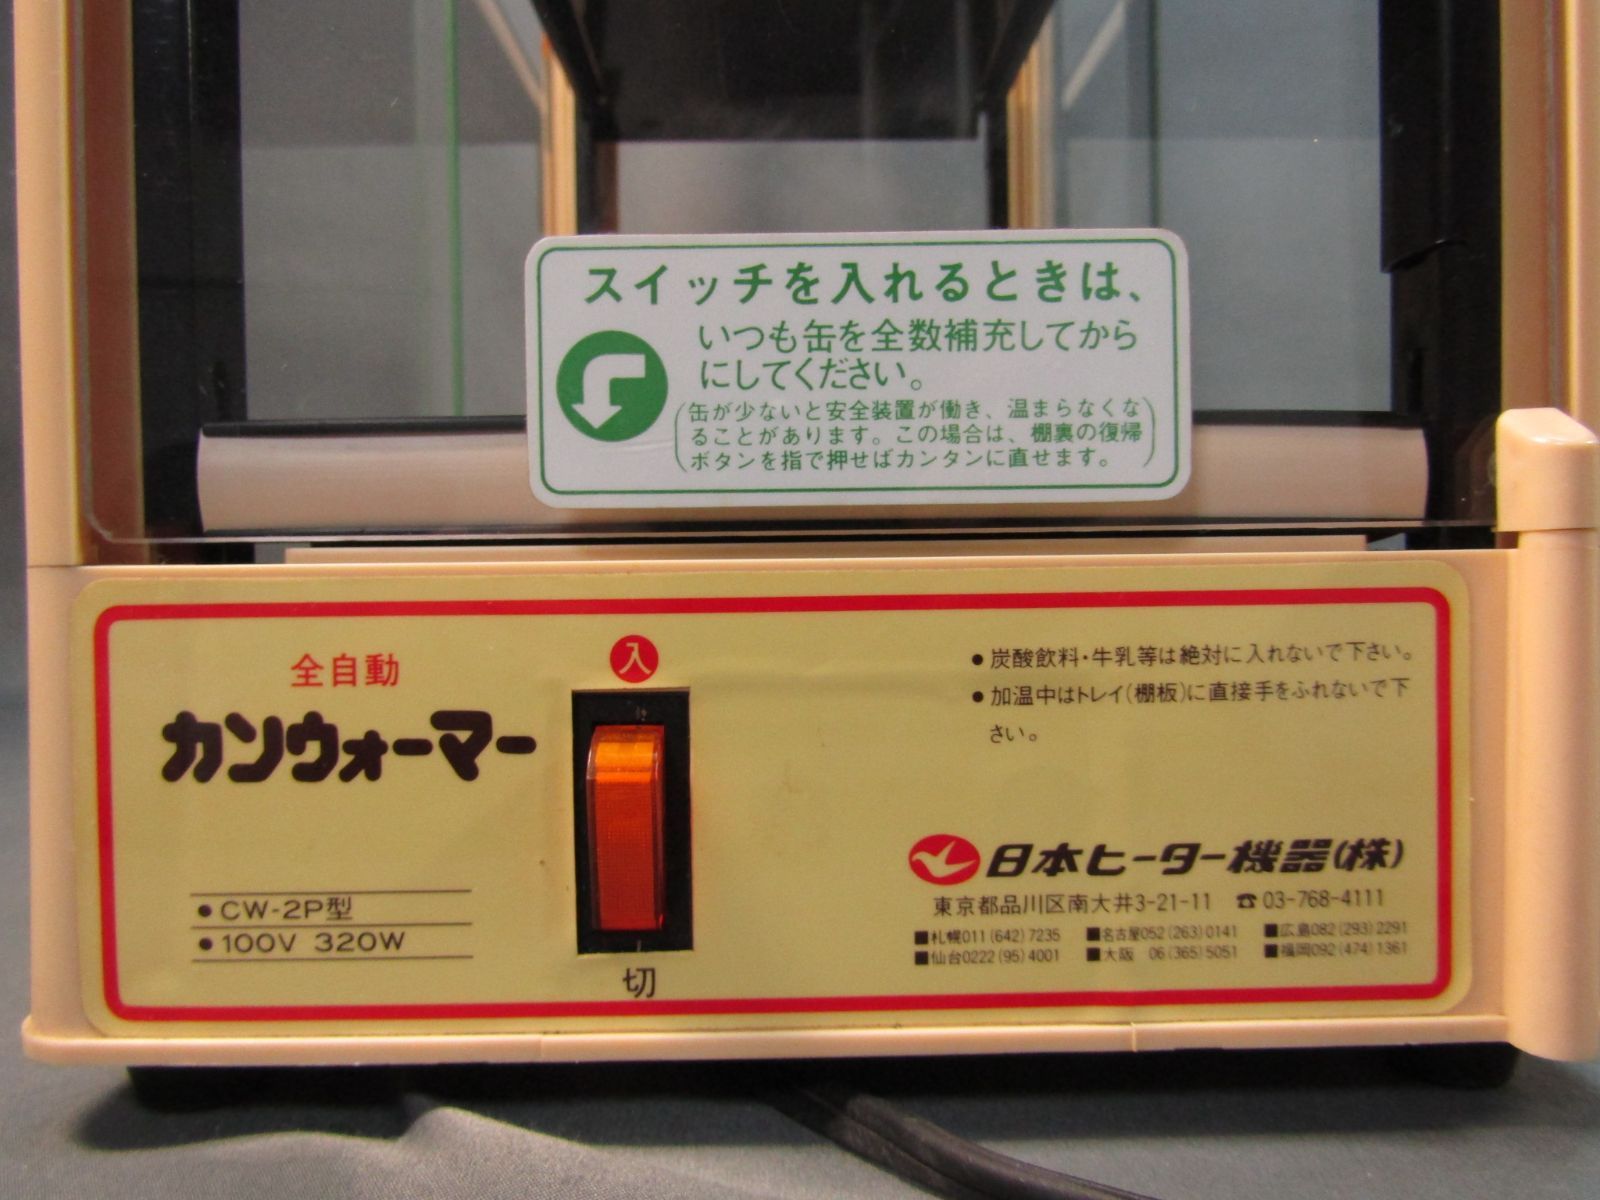 スイッチを入れるときは、
いつも缶を全数補充してから
にしてください。
(缶が少ないと安全装置が働き、温まらなくな
ることがあります。この場合は、棚裏の復帰
ボタンを指で押せばカンタンに直せます。)
全自動
カンウォーマー
入
切
●CW-2P型
●100V 320W
●炭酸飲料・牛乳等は絶対に入れないで下さい。
●加温中はトレイ(棚板)に直接手をふれないで下
さい。
日本ヒーター機器(株)
東京都品川区南大井3-21-11 ☎03-768-4111
■札幌011(642)7235 ■名古屋052(263)0141 ■広島082(293)2291
■仙台0222(95)4001 ■大阪 06(365)5051 ■福岡092(474)1361